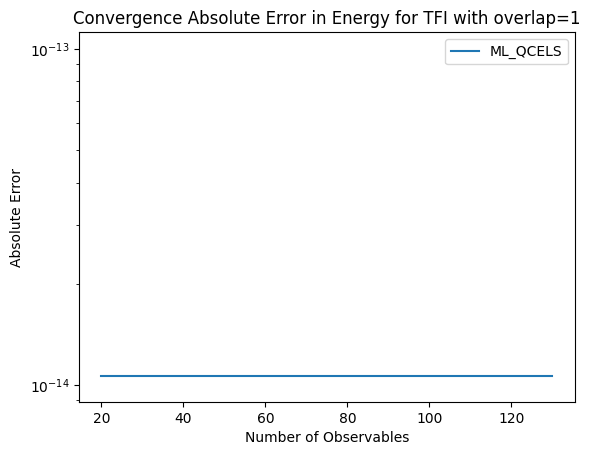 Convergence Absolute Error in Energy for TFI with overlap=1
ML_QCELS
10⁻¹³
Absolute Error
10⁻¹⁴
20 40 60 80 100 120
Number of Observables